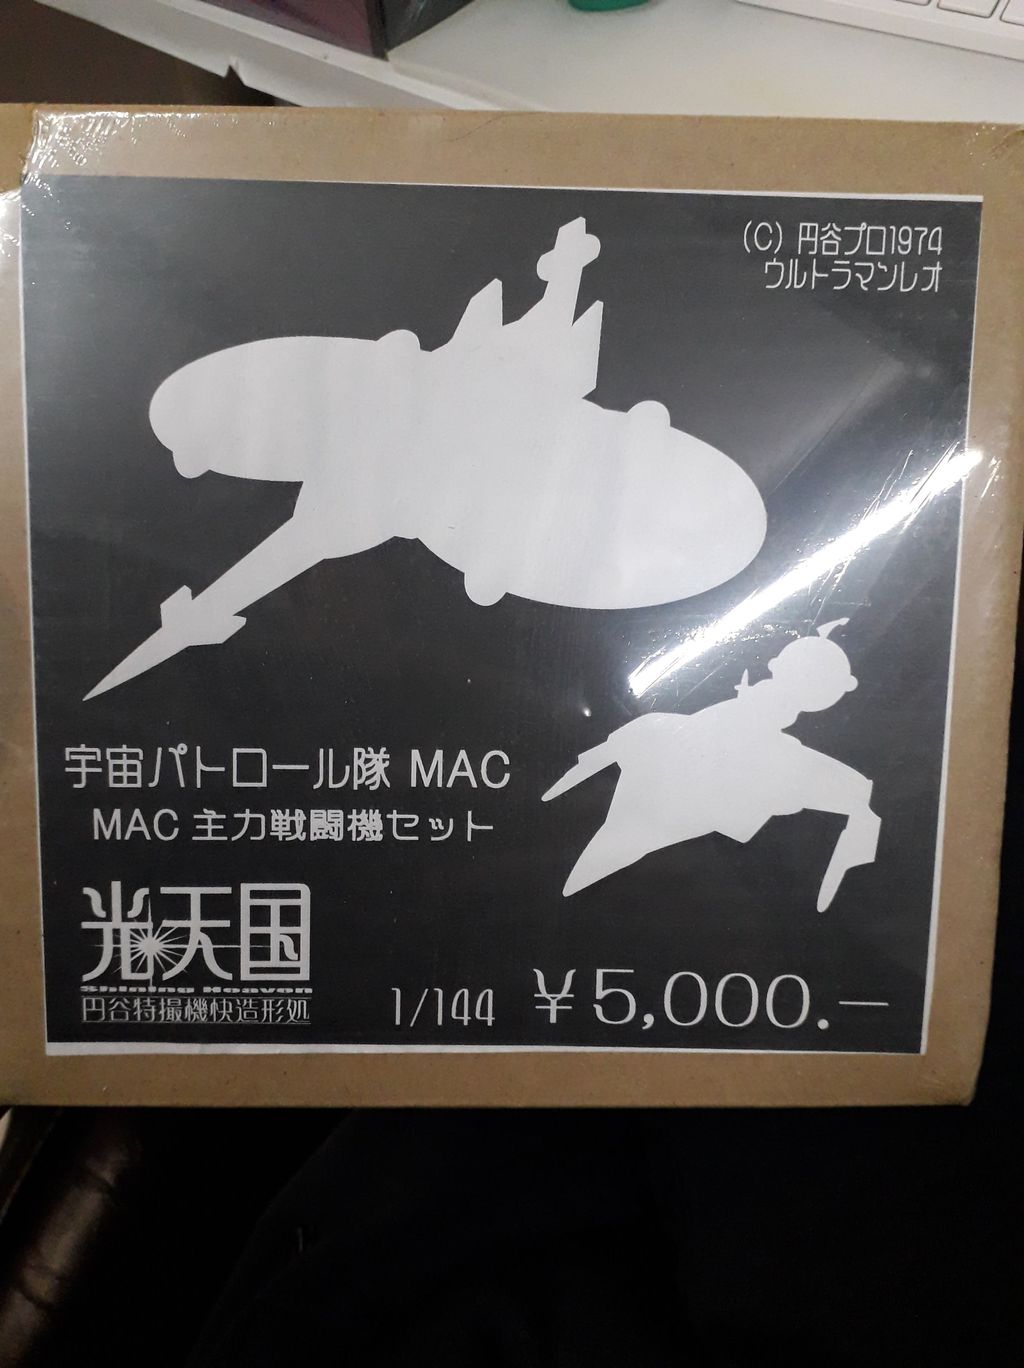 (C) 円谷プロ1974
ウルトラマンレオ
宇宙パトロール隊 MAC
MAC 主力戦闘機セット
光天国
Shining Heaven
円谷特撮機快造形処
1/144 ￥5,000.—